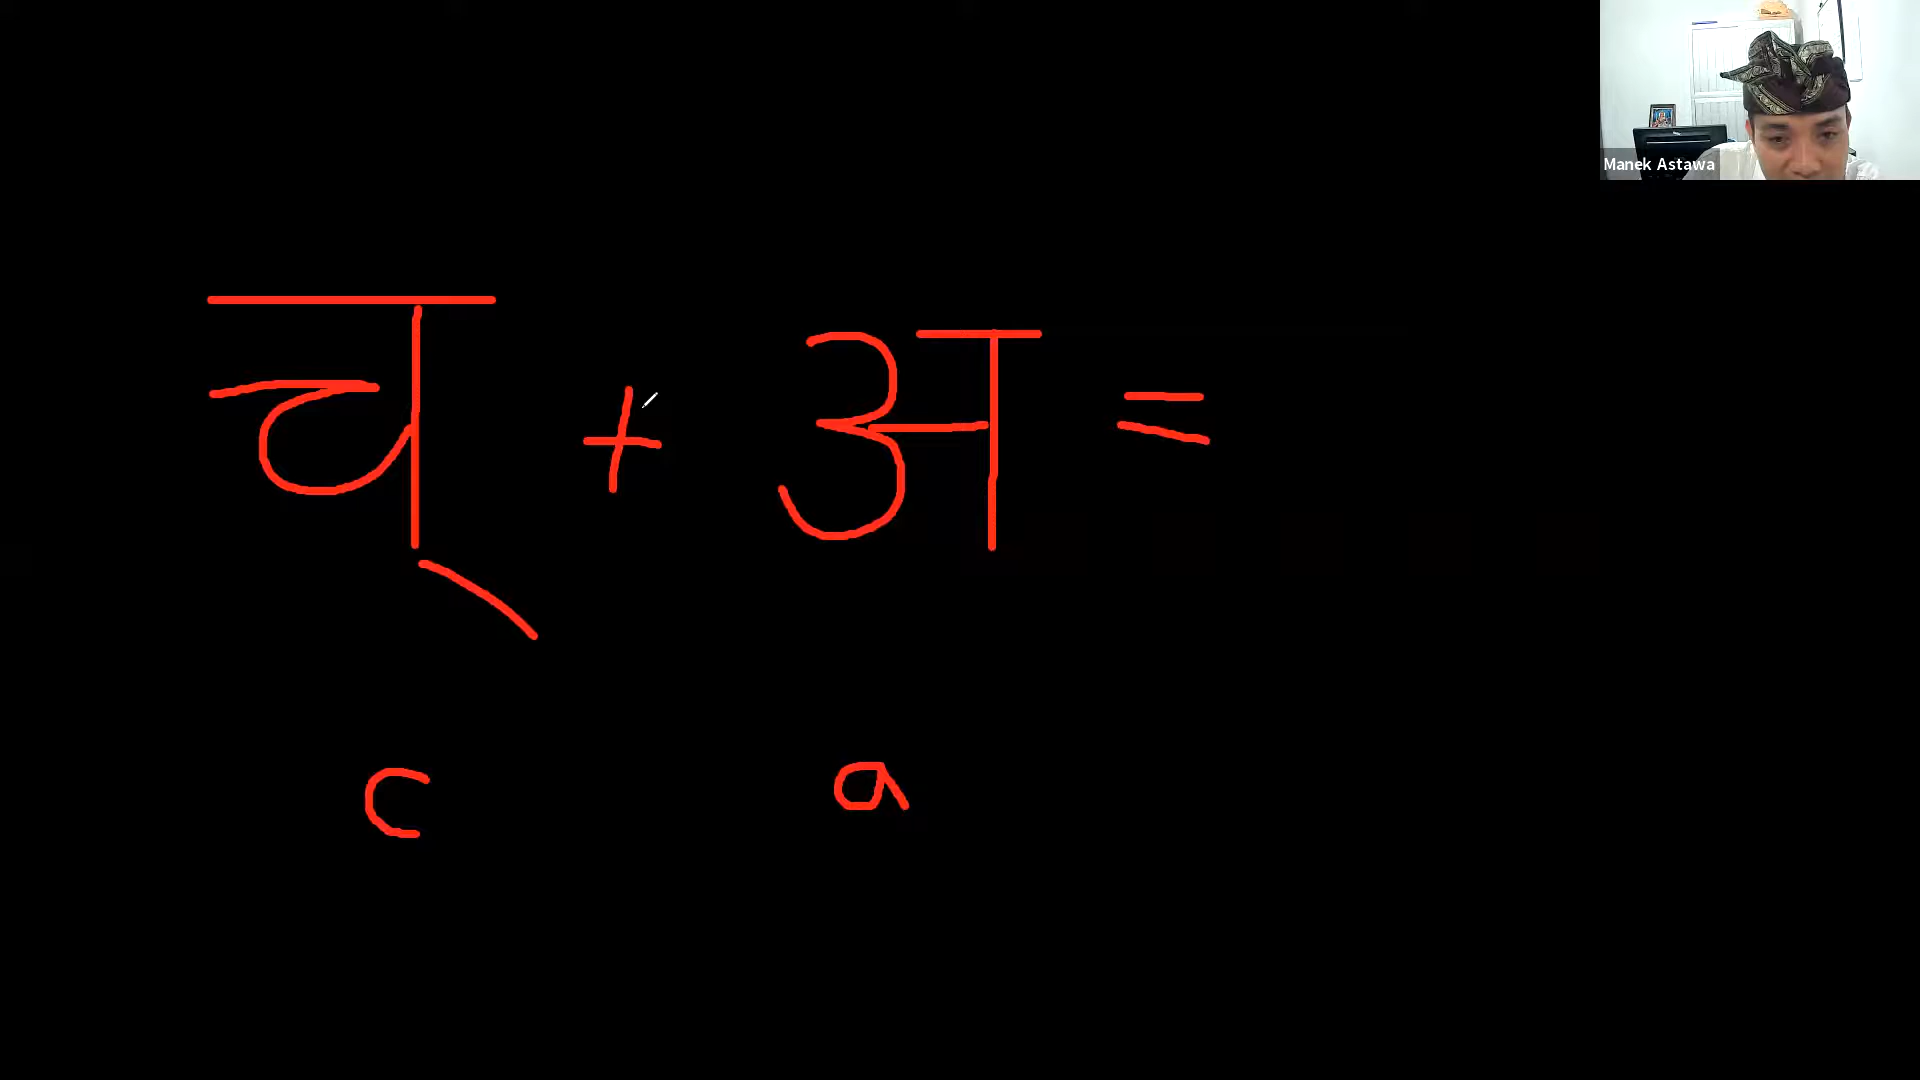 Manek Astawa
च् + अ =
c a